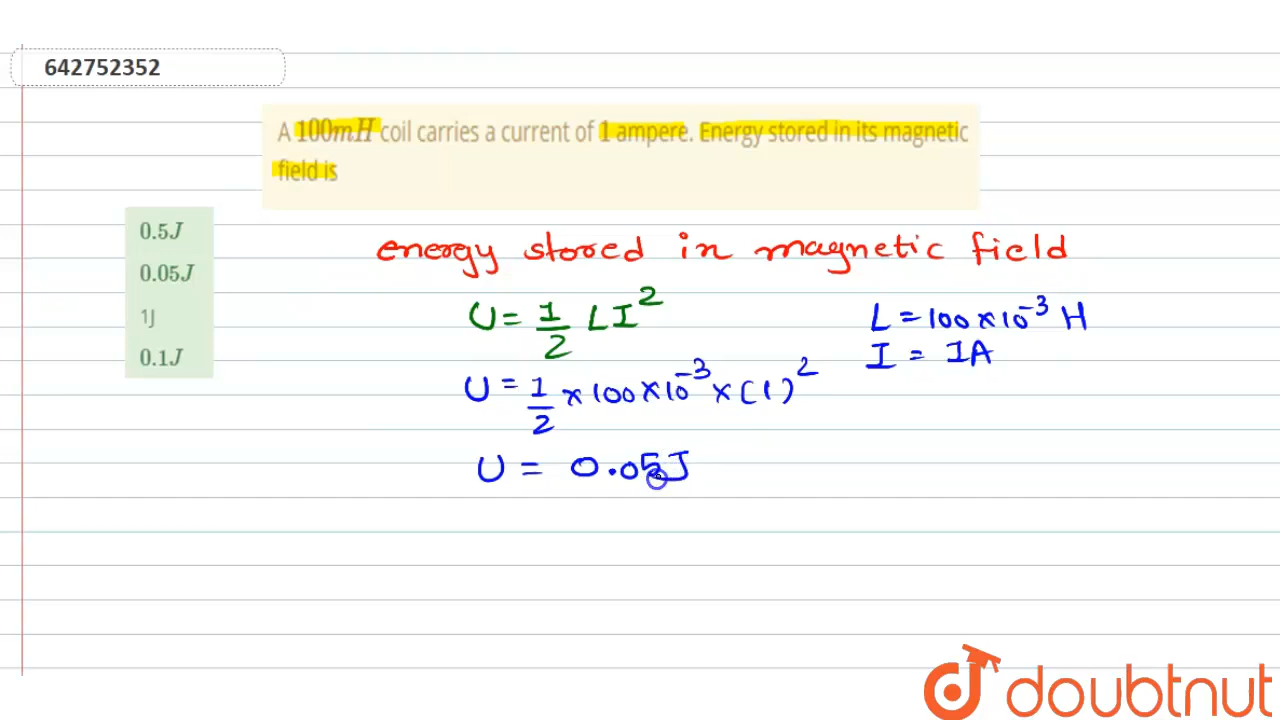 642752352
A 100mH coil carries a current of 1 ampere. Energy stored in its magnetic
field is
0.5J
0.05J
1J
0.1J
energy stored in magnetic field
U = 1/2 LI²
L = 100×10⁻³ H
I = 1A
U = 1/2 × 100×10⁻³ × (1)²
U = 0.05J
doubtnut